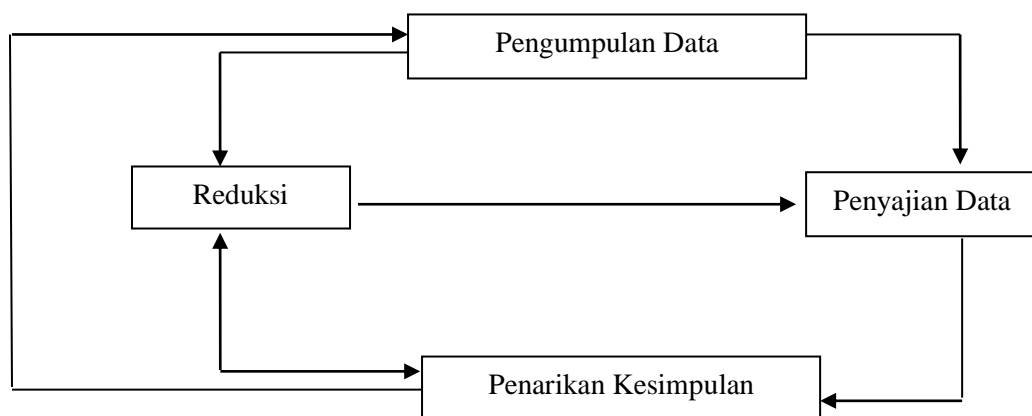 Pengumpulan Data
Reduksi
Penyajian Data
Penarikan Kesimpulan